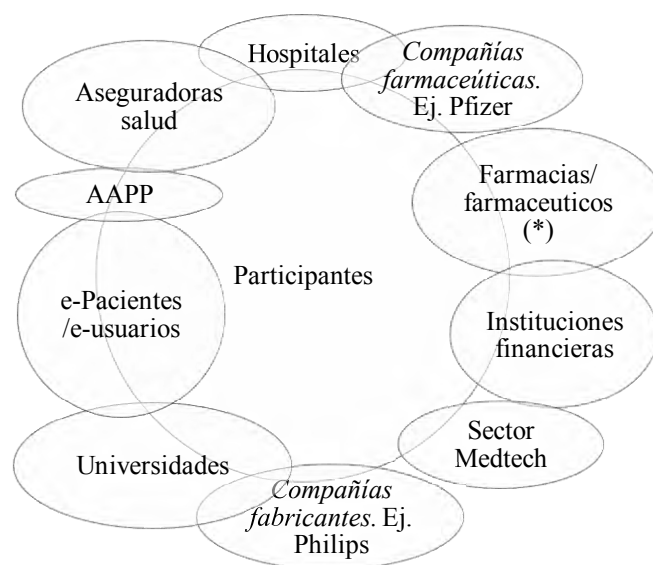 Hospitales
Compañías
farmaceúticas.
Ej. Pfizer
Aseguradoras
salud
Farmacias/
farmaceuticos
(*)
AAPP
Participantes
e-Pacientes
/e-usuarios
Instituciones
financieras
Sector
Medtech
Universidades
Compañías
fabricantes. Ej.
Philips